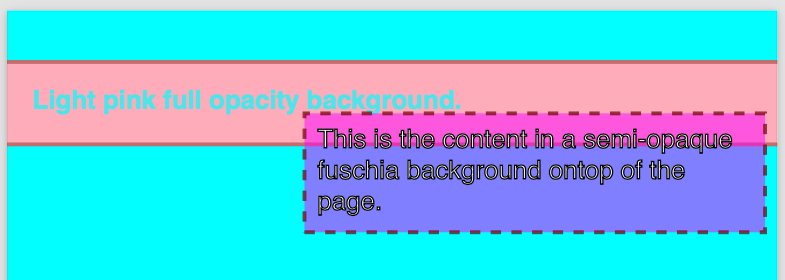 Light pink full opacity background.
This is the content in a semi-opaque
fuschia background ontop of the
page.